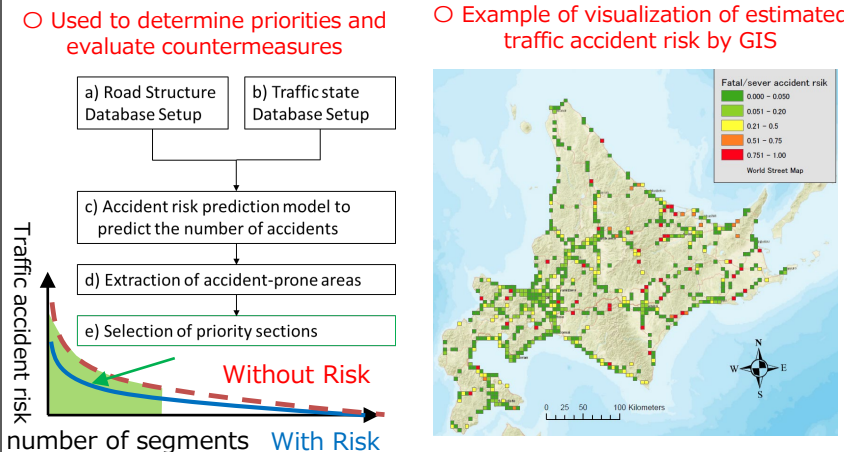 ○ Used to determine priorities and
evaluate countermeasures
a) Road Structure
Database Setup
b) Traffic state
Database Setup
c) Accident risk prediction model to
predict the number of accidents
d) Extraction of accident-prone areas
e) Selection of priority sections
Traffic accident risk
Without Risk
number of segments
With Risk
○ Example of visualization of estimated
traffic accident risk by GIS
Fatal/sever accident rsik
0.000 - 0.050
0.051 - 0.20
0.21 - 0.5
0.51 - 0.75
0.751 - 1.00
World Street Map
N
W
E
S
0 25 50 100 Kilometers